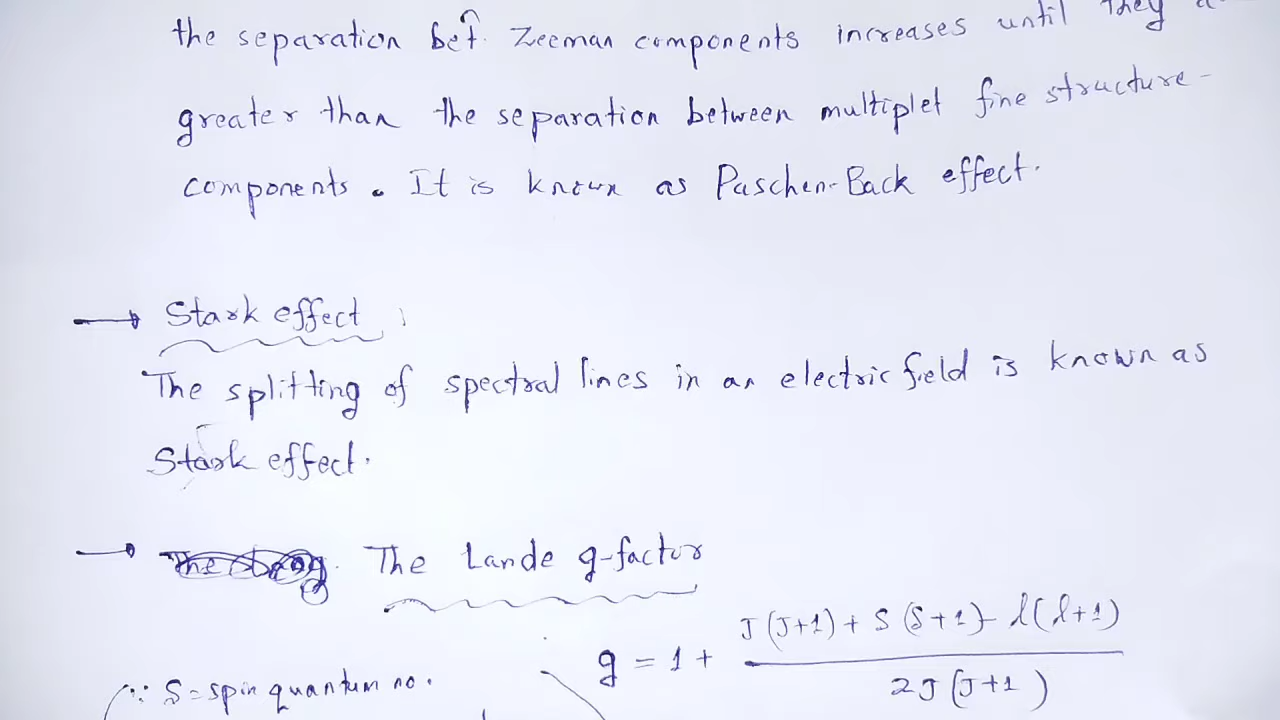 the separation betn. Zeeman components increases until They
greater than the separation between multiplet fine structure-
components. It is known as Paschen-Back effect.
→ Stark effect :
The splitting of spectral lines in an electric field is known as
Stark effect.
→ The Lande g-factor
g = 1 + J(J+1) + S(S+1) - l(l+1) / 2J(J+1)
∵ S = spin quantum no.